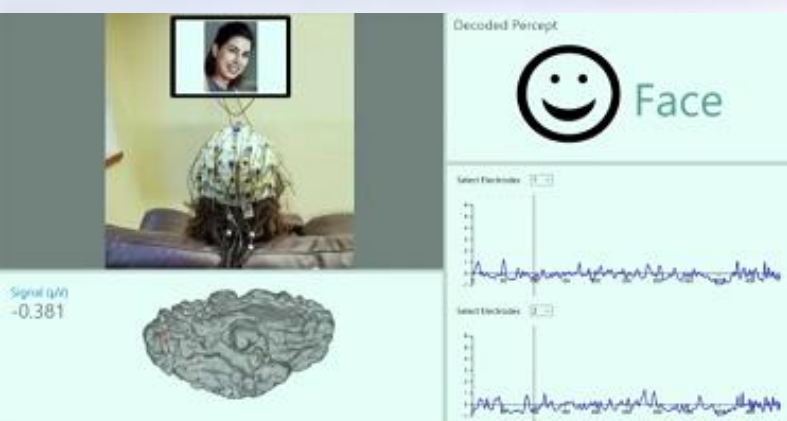 Decoded Percept
Face
Select Electrodes
Signal (μV)
-0.381
Select Electrodes